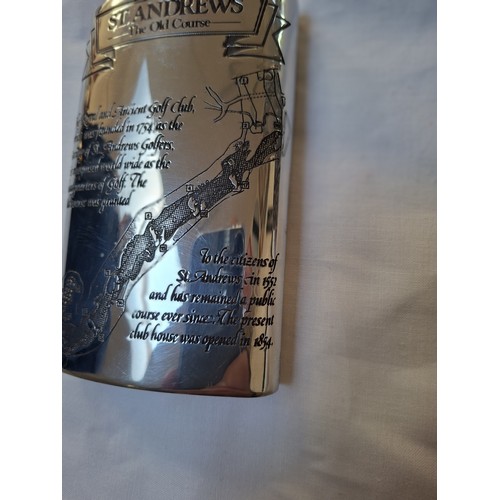 ST. ANDREWS
The Old Course
and Ancient Golf Club,
founded in 1754 as the
of St. Andrews Golfers,
world wide as the
of Golf. The
was granted
To the citizens of
St. Andrews in 1552
and has remained a public
course ever since. The present
club house was opened in 1854.